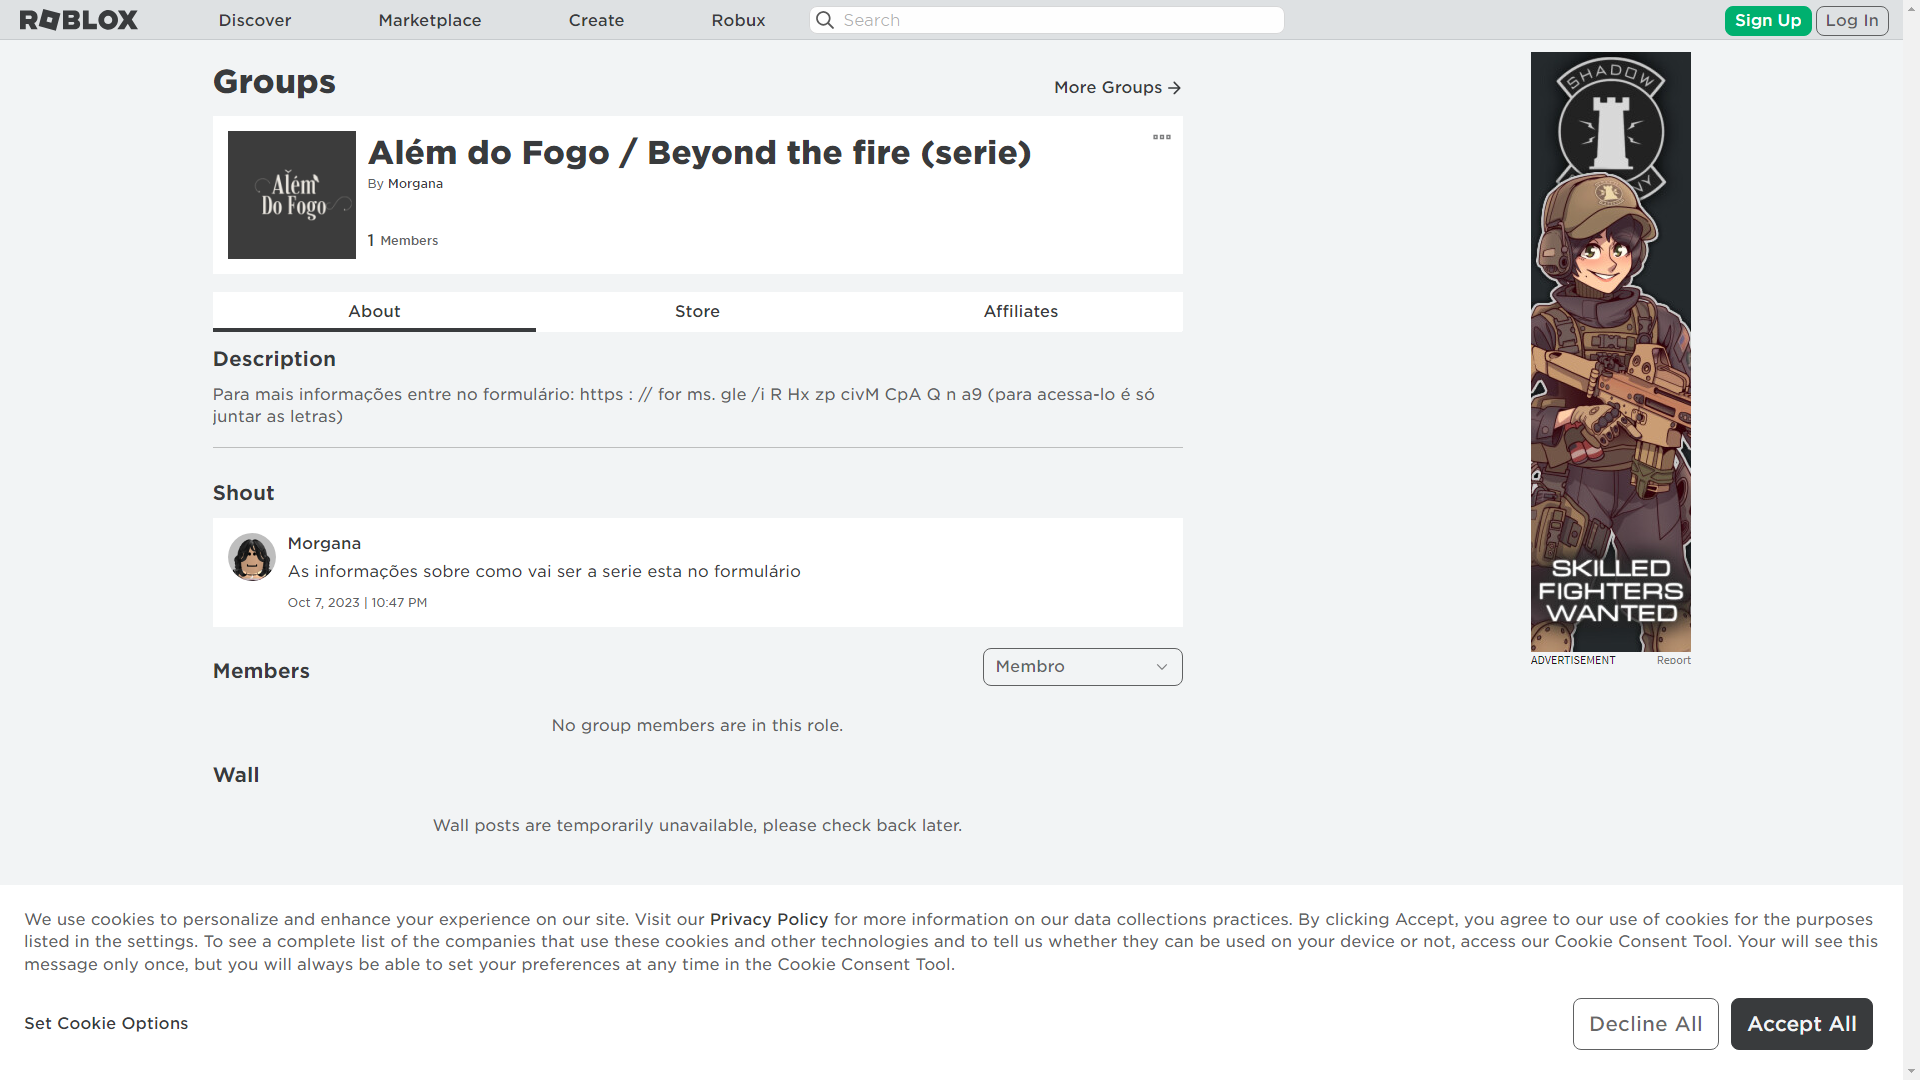 ROBLOX
Discover
Marketplace
Create
Robux
Search
Sign Up
Log In
Groups
More Groups
Além do Fogo
Além do Fogo / Beyond the fire (serie)
By Morgana
1 Members
About
Store
Affiliates
Description
Para mais informações entre no formulário: https : // for ms. gle /i R Hx zp civM CpA Q n a9 (para acessa-lo é só
juntar as letras)
Shout
Morgana
As informações sobre como vai ser a serie esta no formulário
Oct 7, 2023 | 10:47 PM
Members
Membro
No group members are in this role.
Wall
Wall posts are temporarily unavailable, please check back later.
SHADOW
NY
SKILLED
FIGHTERS
WANTED
ADVERTISEMENT
Report
We use cookies to personalize and enhance your experience on our site. Visit our Privacy Policy for more information on our data collections practices. By clicking Accept, you agree to our use of cookies for the purposes
listed in the settings. To see a complete list of the companies that use these cookies and other technologies and to tell us whether they can be used on your device or not, access our Cookie Consent Tool. Your will see this
message only once, but you will always be able to set your preferences at any time in the Cookie Consent Tool.
Set Cookie Options
Decline All
Accept All